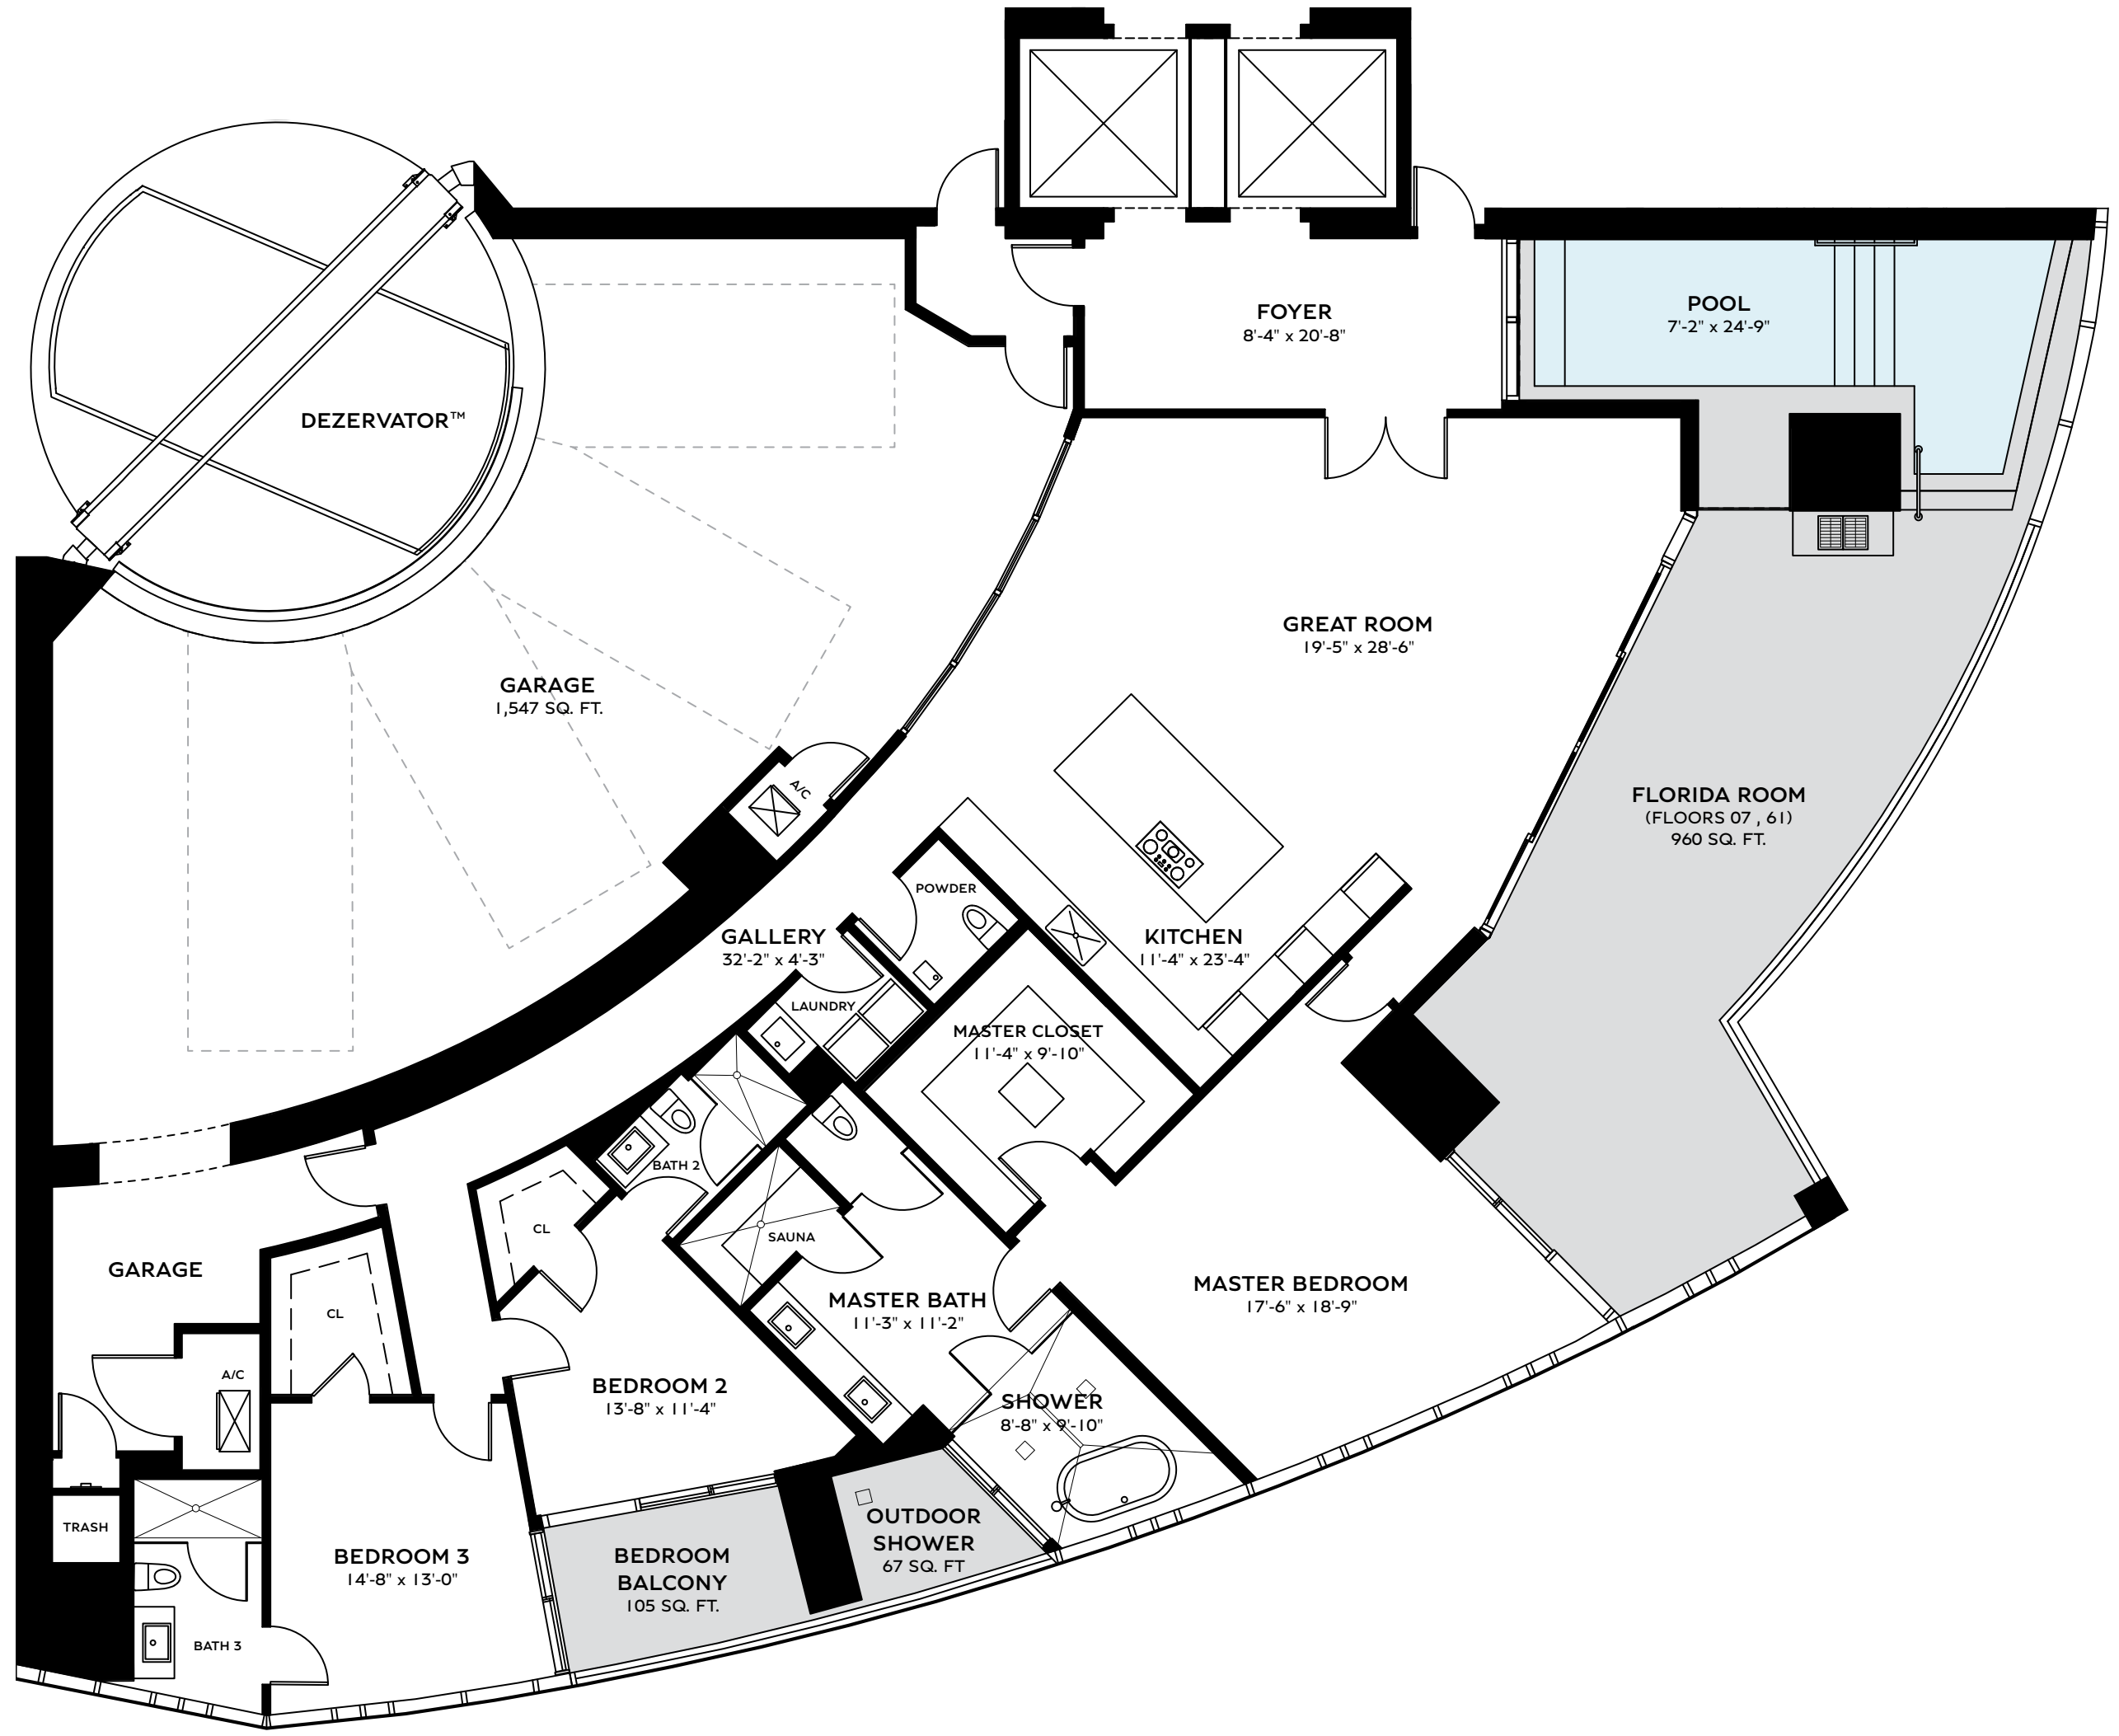 FOYER
8'-4" x 20'-8"
POOL
7'-2" x 24'-9"
DEZERVATOR™
GREAT ROOM
19'-5" x 28'-6"
GARAGE
1,547 SQ. FT.
A/C
FLORIDA ROOM
(FLOORS 07 , 61)
960 SQ. FT.
POWDER
GALLERY
32'-2" x 4'-3"
KITCHEN
11'-4" x 23'-4"
LAUNDRY
MASTER CLOSET
11'-4" x 9'-10"
BATH 2
CL
SAUNA
GARAGE
CL
MASTER BEDROOM
17'-6" x 18'-9"
MASTER BATH
11'-3" x 11'-2"
A/C
BEDROOM 2
13'-8" x 11'-4"
SHOWER
8'-8" x 9'-10"
TRASH
OUTDOOR
SHOWER
67 SQ. FT
BEDROOM 3
14'-8" x 13'-0"
BEDROOM
BALCONY
105 SQ. FT.
BATH 3